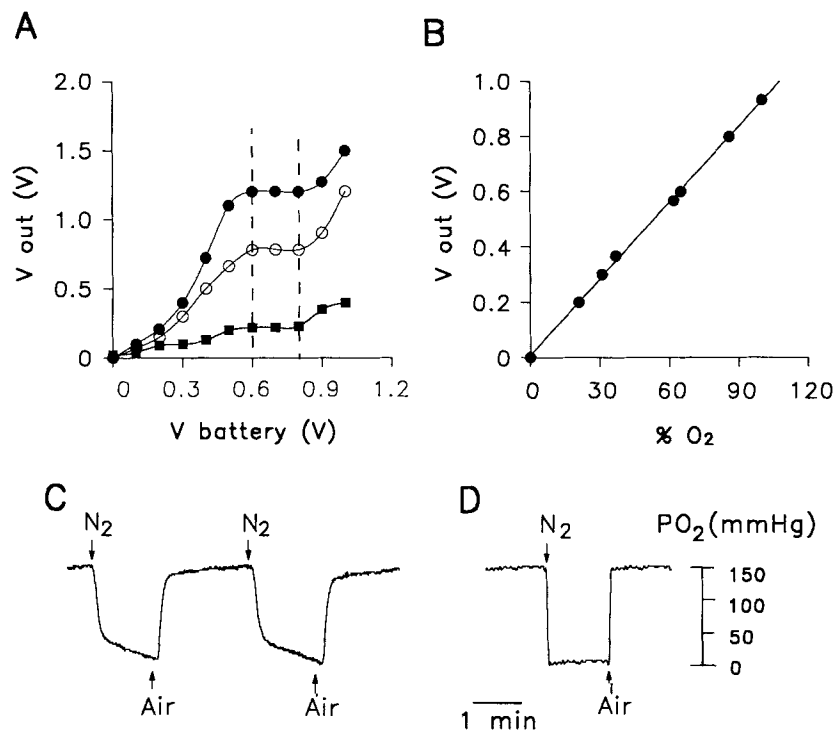 A
B
V out (V)
2.0
1.5
1.0
0.5
0
0 0.3 0.6 0.9 1.2
V battery (V)
V out (V)
1.0
0.8
0.6
0.4
0.2
0
0 30 60 90 120
% O₂
C
N₂
N₂
Air
Air
D
N₂
PO₂(mmHg)
150
100
50
0
Air
1 min